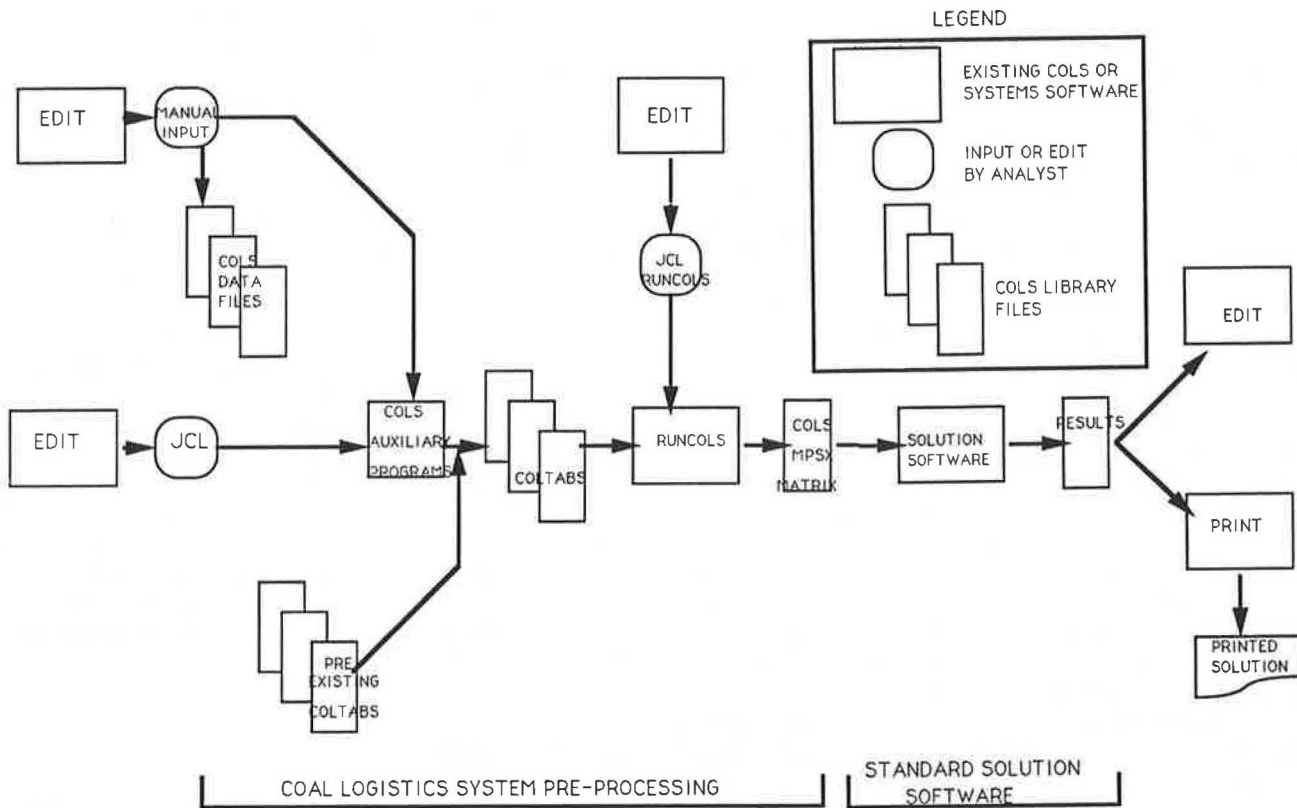 LEGEND
EXISTING COLS OR
SYSTEMS SOFTWARE
INPUT OR EDIT
BY ANALYST
COLS LIBRARY
FILES
EDIT
MANUAL
INPUT
COLS
DATA
FILES
EDIT
JCL
RUNCOLS
EDIT
JCL
COLS
AUXILIARY
PROGRAMS
COLTABS
RUNCOLS
COLS
MPSX
MATRIX
SOLUTION
SOFTWARE
RESULTS
EDIT
PRINT
PRINTED
SOLUTION
PRE
EXISTING
COLTABS
COAL LOGISTICS SYSTEM PRE-PROCESSING
STANDARD SOLUTION
SOFTWARE